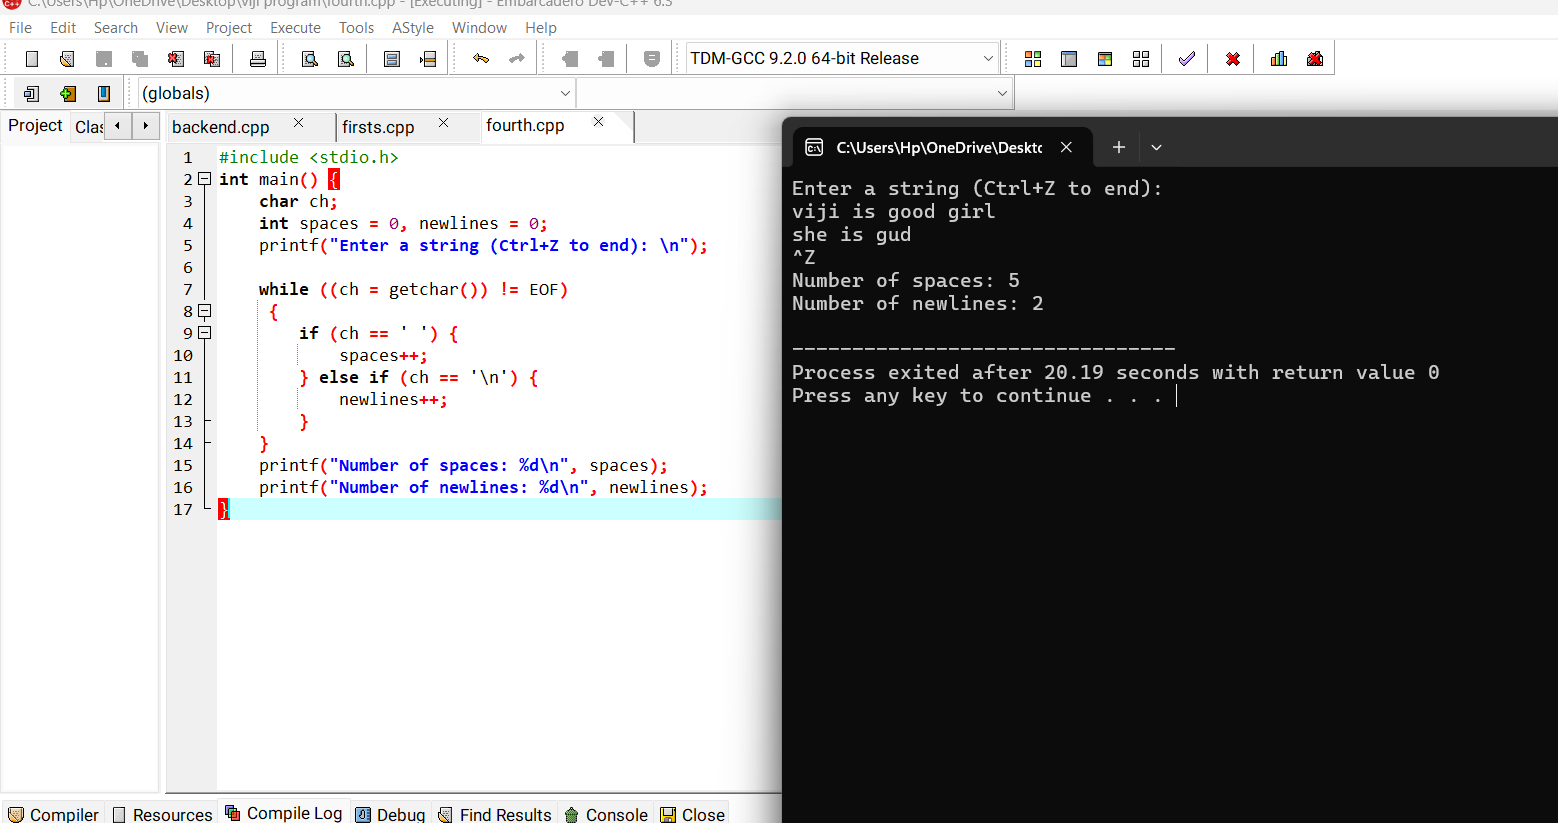 C:\Users\Hp\OneDrive\Desktop\viji program\fourth.cpp - [Executing] - Embarcadero Dev-C++ 6.3
File Edit Search View Project Execute Tools AStyle Window Help
TDM-GCC 9.2.0 64-bit Release
(globals)
Project Clas
backend.cpp firsts.cpp fourth.cpp
1 #include <stdio.h>
2 int main() {
3 char ch;
4 int spaces = 0, newlines = 0;
5 printf("Enter a string (Ctrl+Z to end): \n");
6
7 while ((ch = getchar()) != EOF)
8 {
9 if (ch == ' ') {
10 spaces++;
11 } else if (ch == '\n') {
12 newlines++;
13 }
14 }
15 printf("Number of spaces: %d\n", spaces);
16 printf("Number of newlines: %d\n", newlines);
17 }
C:\Users\Hp\OneDrive\Deskto
Enter a string (Ctrl+Z to end):
viji is good girl
she is gud
^Z
Number of spaces: 5
Number of newlines: 2
--------------------------------
Process exited after 20.19 seconds with return value 0
Press any key to continue . . .
Compiler Resources Compile Log Debug Find Results Console Close